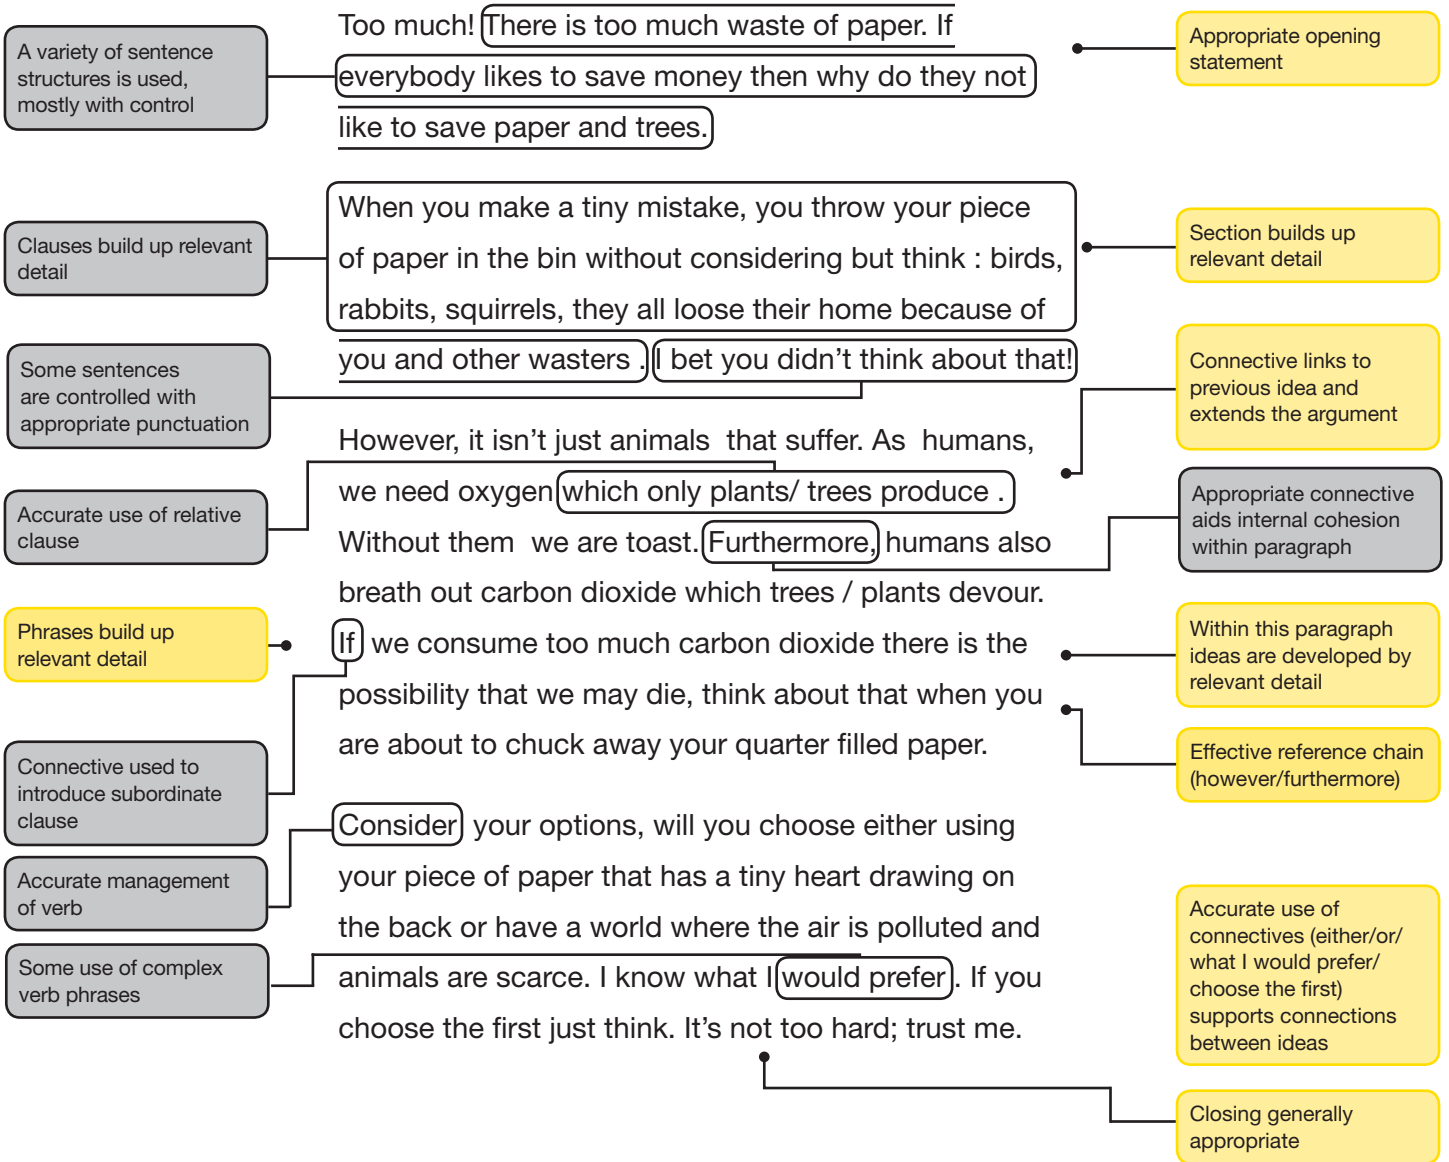 Too much! There is too much waste of paper. If
everybody likes to save money then why do they not
like to save paper and trees.
When you make a tiny mistake, you throw your piece
of paper in the bin without considering but think : birds,
rabbits, squirrels, they all loose their home because of
you and other wasters . I bet you didn't think about that!
However, it isn't just animals that suffer. As humans,
we need oxygen which only plants/ trees produce .
Without them we are toast. Furthermore, humans also
breath out carbon dioxide which trees / plants devour.
If we consume too much carbon dioxide there is the
possibility that we may die, think about that when you
are about to chuck away your quarter filled paper.
Consider your options, will you choose either using
your piece of paper that has a tiny heart drawing on
the back or have a world where the air is polluted and
animals are scarce. I know what I would prefer. If you
choose the first just think. It's not too hard; trust me.
A variety of sentence
structures is used,
mostly with control
Clauses build up relevant
detail
Some sentences
are controlled with
appropriate punctuation
Accurate use of relative
clause
Phrases build up
relevant detail
Connective used to
introduce subordinate
clause
Accurate management
of verb
Some use of complex
verb phrases
Appropriate opening
statement
Section builds up
relevant detail
Connective links to
previous idea and
extends the argument
Appropriate connective
aids internal cohesion
within paragraph
Within this paragraph
ideas are developed by
relevant detail
Effective reference chain
(however/furthermore)
Accurate use of
connectives (either/or/
what I would prefer/
choose the first)
supports connections
between ideas
Closing generally
appropriate